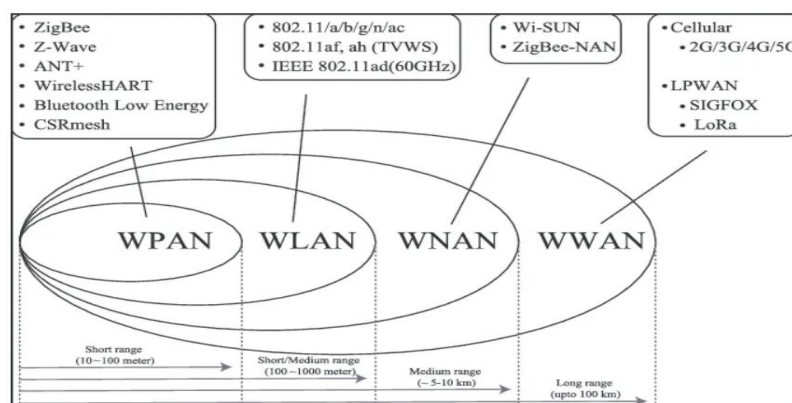 • ZigBee
• Z-Wave
• ANT+
• WirelessHART
• Bluetooth Low Energy
• CSRmesh
• 802.11/a/b/g/n/ac
• 802.11af, ah (TVWS)
• IEEE 802.11ad(60GHz)
• Wi-SUN
• ZigBee-NAN
• Cellular
• 2G/3G/4G/5G
• LPWAN
• SIGFOX
• LoRa
WPAN
WLAN
WNAN
WWAN
Short range
(10~100 meter)
Short/Medium range
(100~1000 meter)
Medium range
(~ 5-10 km)
Long range
(upto 100 km)